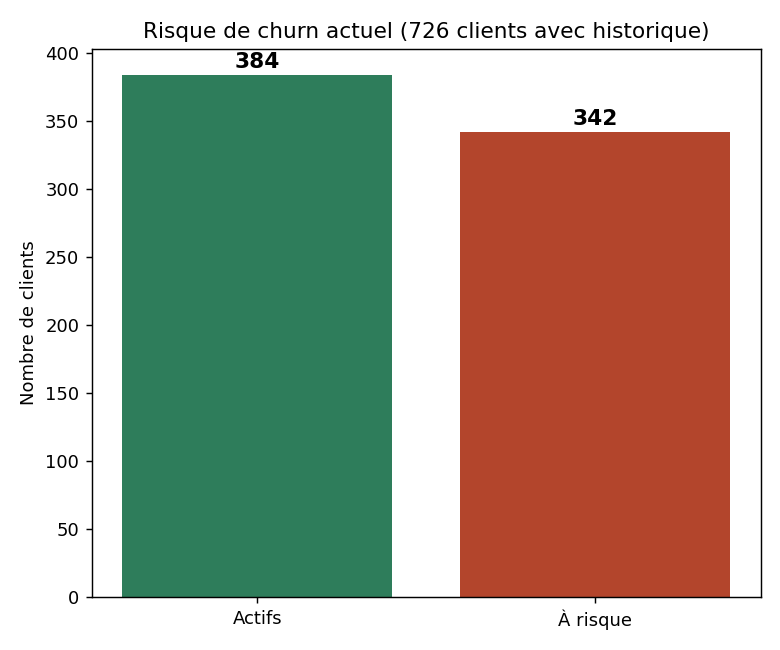 Risque de churn actuel (726 clients avec historique)
384
342
Nombre de clients
400
350
300
250
200
150
100
50
0
Actifs
À risque